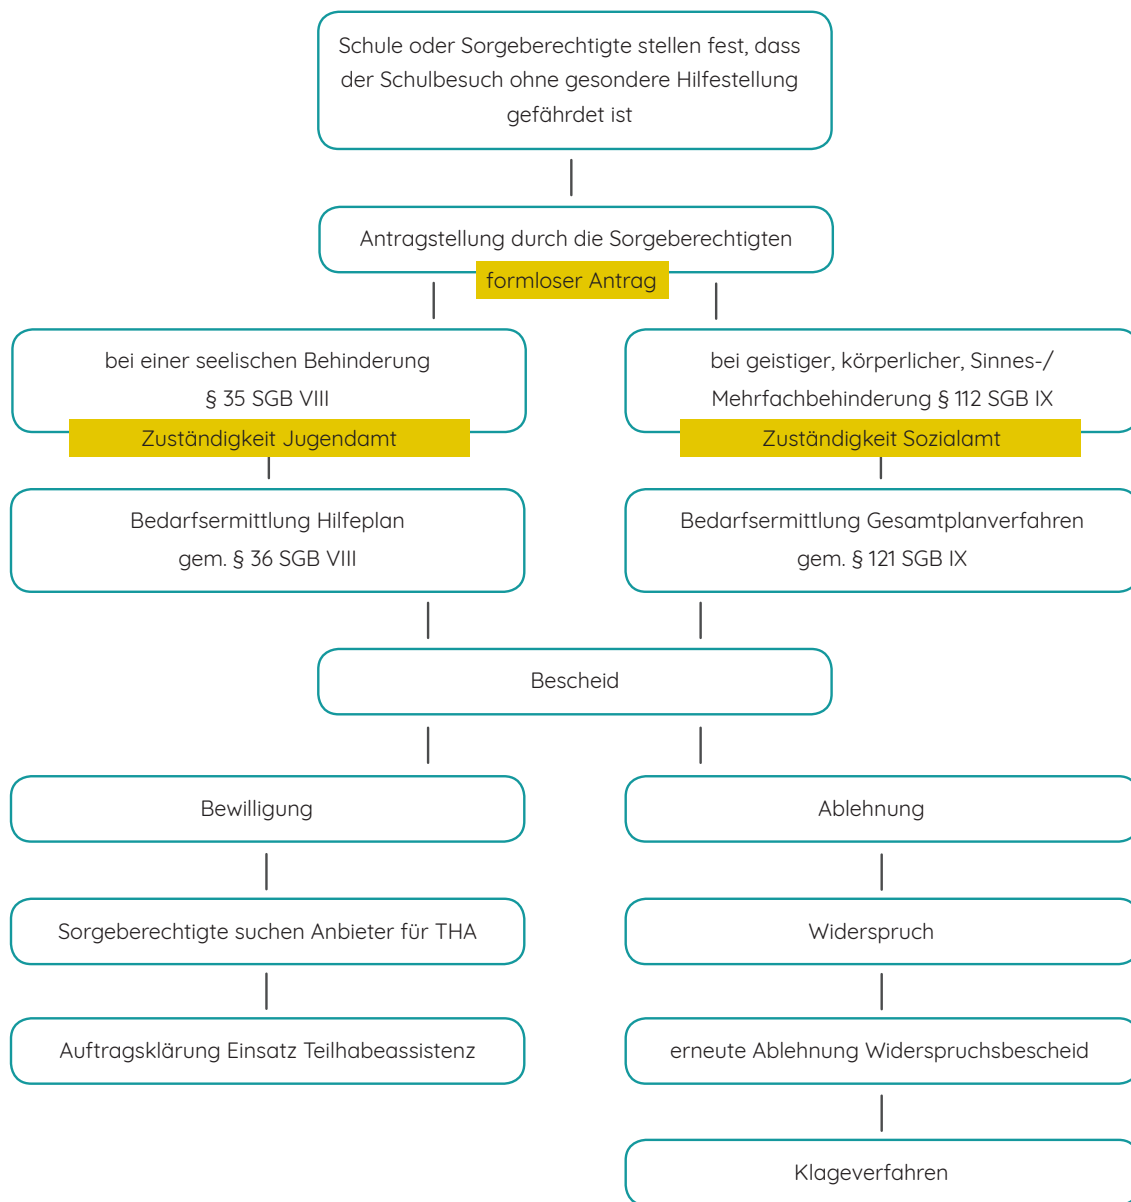 Schule oder Sorgeberechtigte stellen fest, dass
der Schulbesuch ohne gesondere Hilfestellung
gefährdet ist
Antragstellung durch die Sorgeberechtigten
formloser Antrag
bei einer seelischen Behinderung
§ 35 SGB VIII
Zuständigkeit Jugendamt
bei geistiger, körperlicher, Sinnes-/
Mehrfachbehinderung § 112 SGB IX
Zuständigkeit Sozialamt
Bedarfsermittlung Hilfeplan
gem. § 36 SGB VIII
Bedarfsermittlung Gesamtplanverfahren
gem. § 121 SGB IX
Bescheid
Bewilligung
Ablehnung
Sorgeberechtigte suchen Anbieter für THA
Widerspruch
Auftragsklärung Einsatz Teilhabeassistenz
erneute Ablehnung Widerspruchsbescheid
Klageverfahren